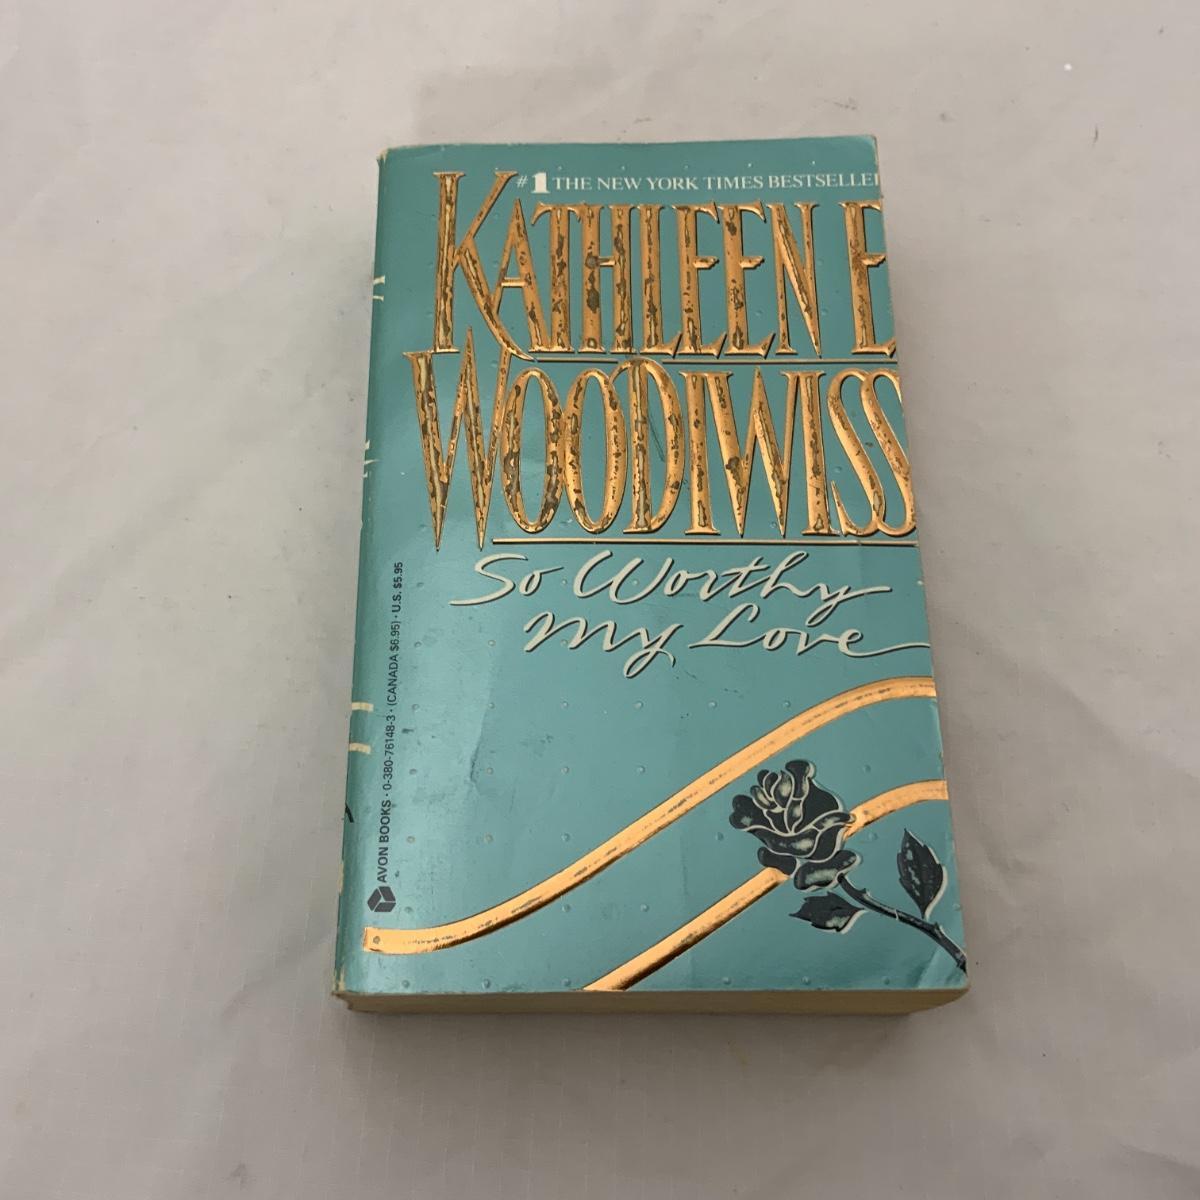 #1 THE NEW YORK TIMES BESTSELLE
KATHLEEN E
WOODIWISS
So Worthy
My Love
AVON BOOKS · 0-380-76148-3 · (CANADA $6.95) · U.S. $5.95